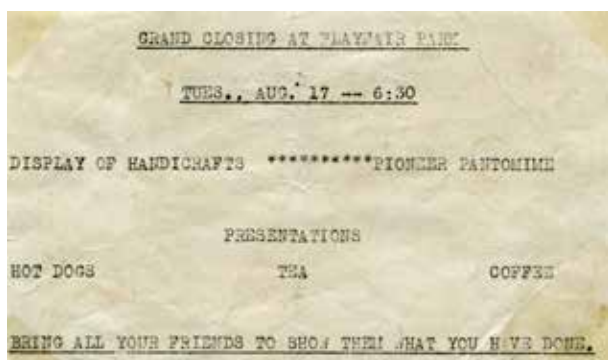 GRAND CLOSING AT PLAYFAIR PARK
TUES., AUG. 17 -- 6:30
DISPLAY OF HANDICRAFTS **********PIONEER PANTOMIME
PRESENTATIONS
HOT DOGS TEA COFFEE
BRING ALL YOUR FRIENDS TO SHOW THEM WHAT YOU HAVE DONE.